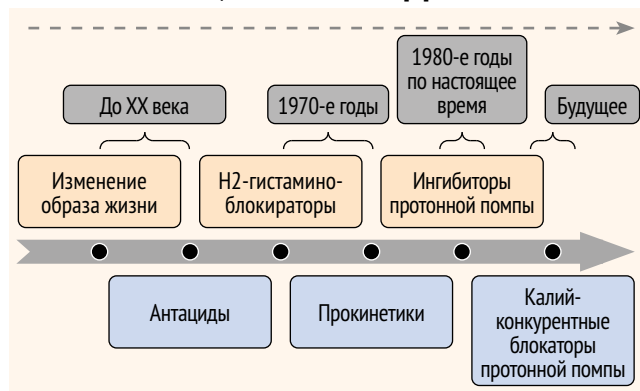 До XX века
1970-е годы
1980-е годы
по настоящее
время
Будущее
Изменение
образа жизни
Н2-гистамино-
блокираторы
Ингибиторы
протонной помпы
Антациды
Прокинетики
Калий-
конкурентные
блокаторы
протонной помпы